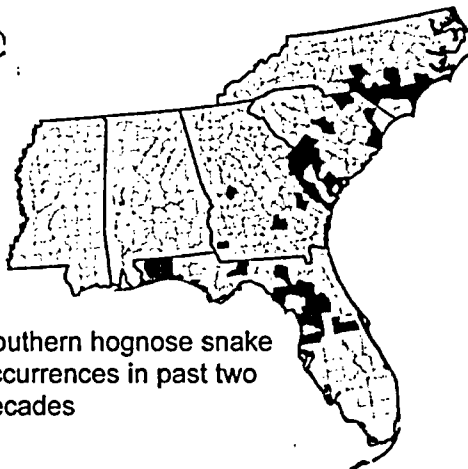 outhern hognose snake
ccurrences in past two
ecades